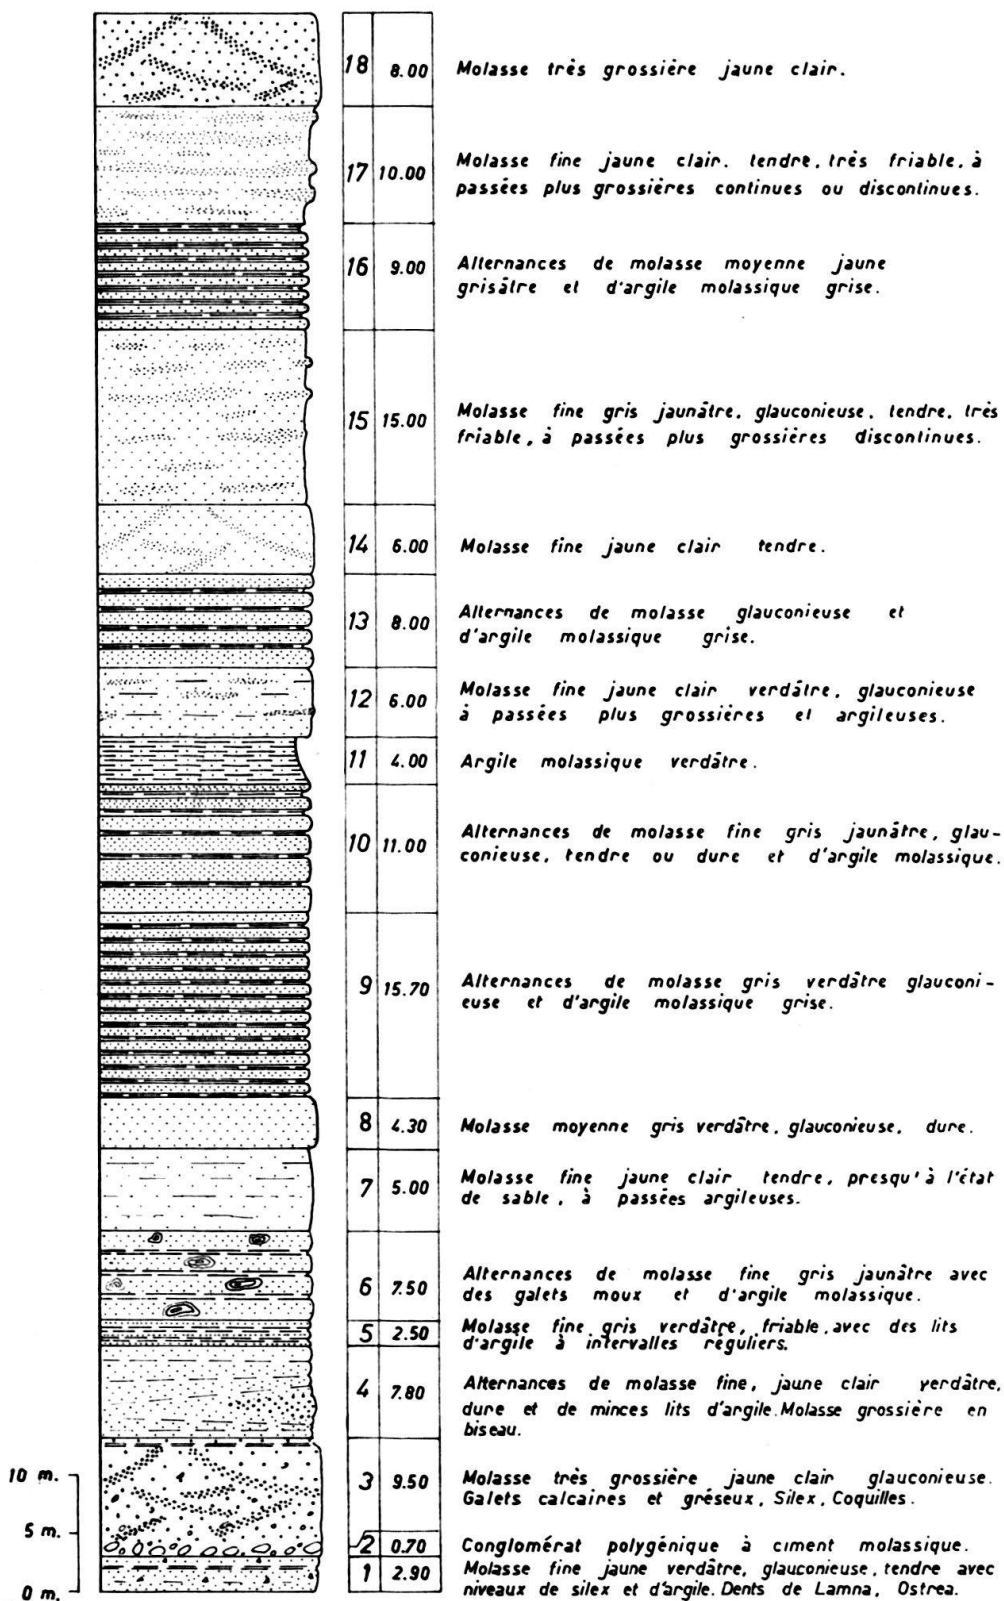 18 8.00 Molasse très grossière jaune clair.
17 10.00 Molasse fine jaune clair. tendre, très friable, à
passées plus grossières continues ou discontinues.
16 9.00 Alternances de molasse moyenne jaune
grisâtre et d'argile molassique grise.
15 15.00 Molasse fine gris jaunâtre, glauconieuse, tendre, très
friable, à passées plus grossières discontinues.
14 6.00 Molasse fine jaune clair tendre.
13 8.00 Alternances de molasse glauconieuse et
d'argile molassique grise.
12 6.00 Molasse fine jaune clair verdâtre, glauconieuse
à passées plus grossières et argileuses.
11 4.00 Argile molassique verdâtre.
10 11.00 Alternances de molasse fine gris jaunâtre, glau-
conieuse, tendre ou dure et d'argile molassique.
9 15.70 Alternances de molasse gris verdâtre glauconi-
euse et d'argile molassique grise.
8 4.30 Molasse moyenne gris verdâtre, glauconieuse, dure.
7 5.00 Molasse fine jaune clair tendre, presqu'à l'état
de sable, à passées argileuses.
6 7.50 Alternances de molasse fine gris jaunâtre avec
des galets moux et d'argile molassique.
5 2.50 Molasse fine gris verdâtre, friable, avec des lits
d'argile à intervalles réguliers.
4 7.80 Alternances de molasse fine, jaune clair verdâtre,
dure et de minces lits d'argile. Molasse grossière en
biseau.
10 m. 3 9.50 Molasse très grossière jaune clair glauconieuse.
Galets calcaires et gréseux, Silex, Coquilles.
5 m. 2 0.70 Conglomérat polygénique à ciment molassique.
1 2.90 Molasse fine jaune verdâtre, glauconieuse, tendre avec
0 m. niveaux de silex et d'argile. Dents de Lamna, Ostrea.